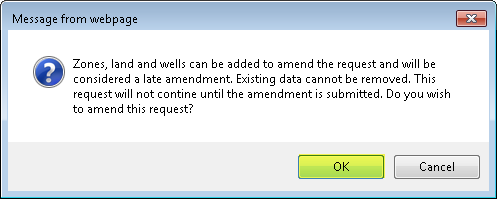 Message from webpage
Zones, land and wells can be added to amend the request and will be
considered a late amendment. Existing data cannot be removed. This
request will not contine until the amendment is submitted. Do you wish
to amend this request?
OK
Cancel